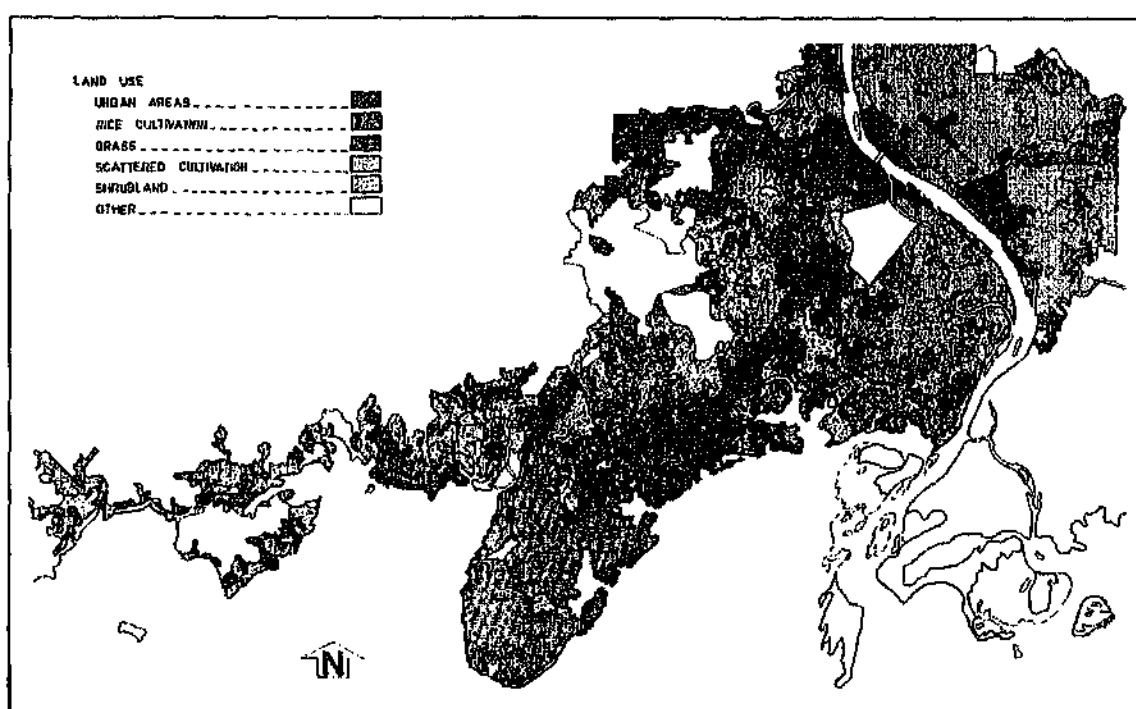 LAND USE
URBAN AREAS
RICE CULTIVATION
GRASS
SCATTERED CULTIVATION
SHRUBLAND
OTHER
N